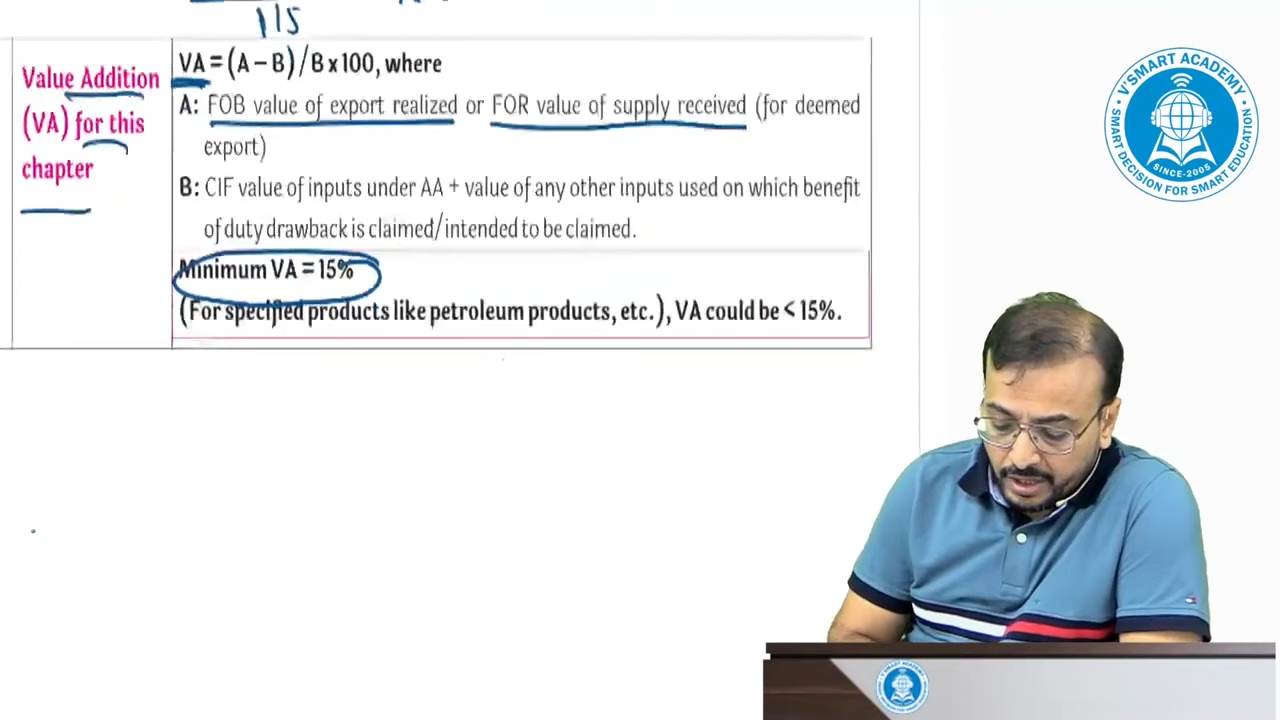 115
Value Addition
(VA) for this
chapter
VA = (A – B) / B x 100, where
A: FOB value of export realized or FOR value of supply received (for deemed
export)
B: CIF value of inputs under AA + value of any other inputs used on which benefit
of duty drawback is claimed/intended to be claimed.
Minimum VA = 15%
(For specified products like petroleum products, etc.), VA could be < 15%.
V'SMART ACADEMY
SINCE-2005
SMART DECISION FOR SMART EDUCATION